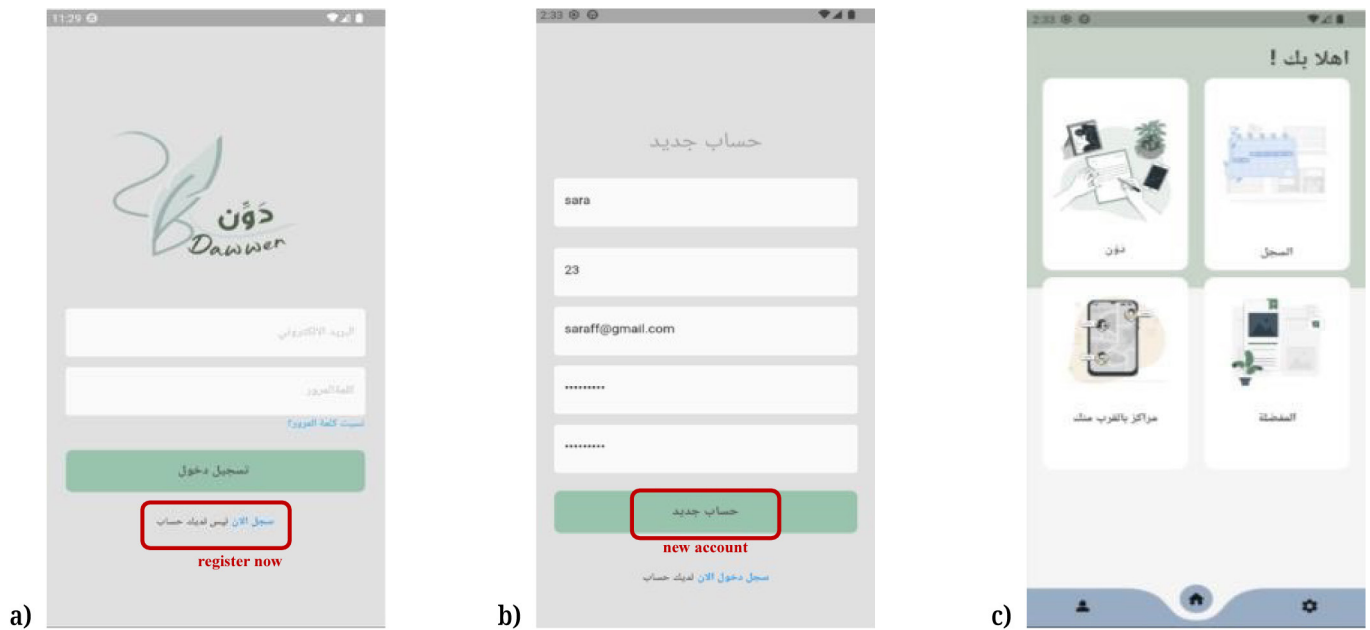 11:29
دَوِّن
Dawwen
البريد الالكتروني
كلمة المرور
نسيت كلمة المرور؟
تسجيل دخول
سجل الان ليس لديك حساب
register now
a)
2:33
حساب جديد
sara
23
saraff@gmail.com
•••••••••
•••••••••
حساب جديد
new account
سجل دخول الان لديك حساب
b)
2:33
اهلا بك !
دَوِّن
السجل
مراكز بالقرب منك
المفضلة
c)